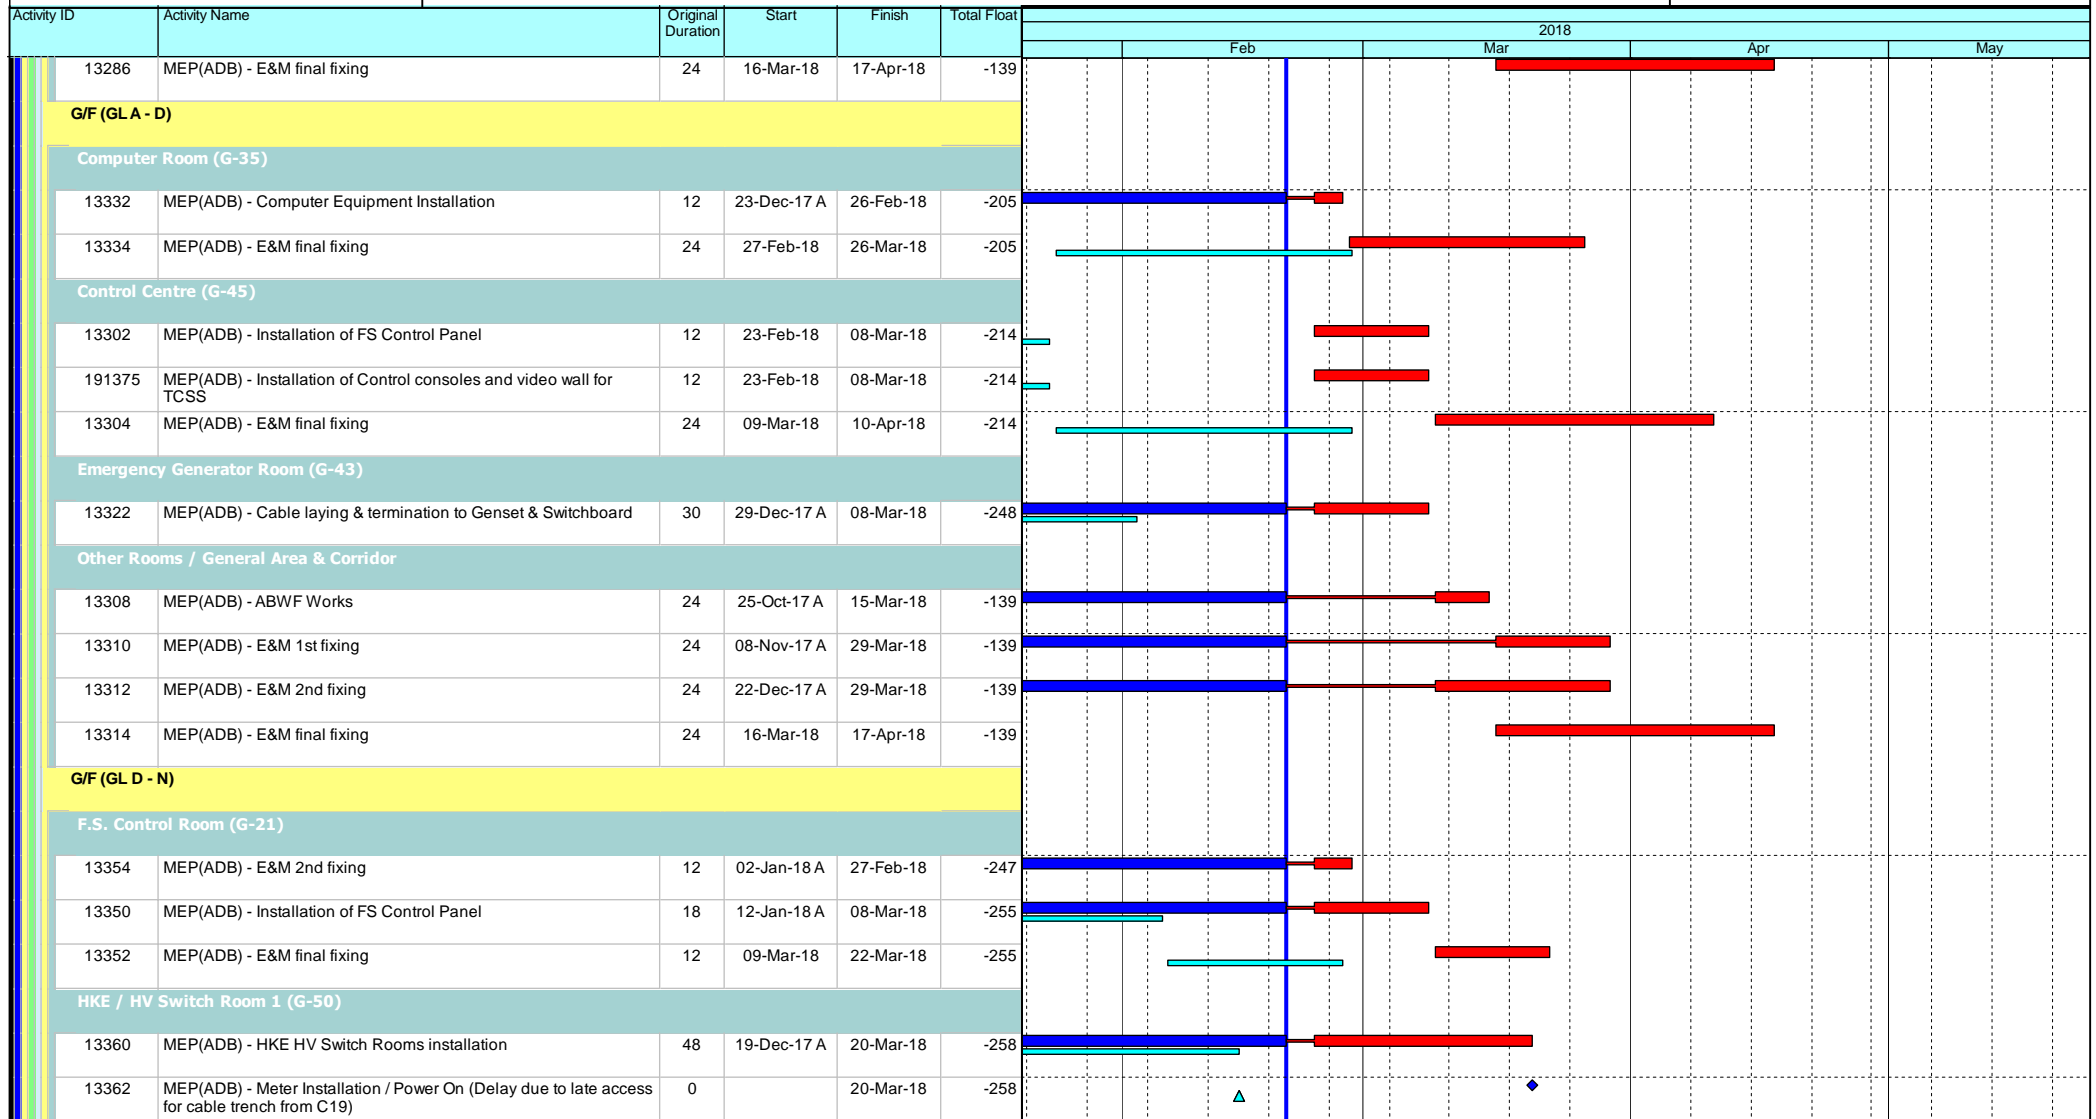 Activity ID Activity Name Original Duration Start Finish Total Float
2018
Feb Mar Apr May
13286 MEP(ADB) - E&M final fixing 24 16-Mar-18 17-Apr-18 -139
G/F (GL A - D)
Computer Room (G-35)
13332 MEP(ADB) - Computer Equipment Installation 12 23-Dec-17 A 26-Feb-18 -205
13334 MEP(ADB) - E&M final fixing 24 27-Feb-18 26-Mar-18 -205
Control Centre (G-45)
13302 MEP(ADB) - Installation of FS Control Panel 12 23-Feb-18 08-Mar-18 -214
191375 MEP(ADB) - Installation of Control consoles and video wall for 12 23-Feb-18 08-Mar-18 -214
TCSS
13304 MEP(ADB) - E&M final fixing 24 09-Mar-18 10-Apr-18 -214
Emergency Generator Room (G-43)
13322 MEP(ADB) - Cable laying & termination to Genset & Switchboard 30 29-Dec-17 A 08-Mar-18 -248
Other Rooms / General Area & Corridor
13308 MEP(ADB) - ABWF Works 24 25-Oct-17 A 15-Mar-18 -139
13310 MEP(ADB) - E&M 1st fixing 24 08-Nov-17 A 29-Mar-18 -139
13312 MEP(ADB) - E&M 2nd fixing 24 22-Dec-17 A 29-Mar-18 -139
13314 MEP(ADB) - E&M final fixing 24 16-Mar-18 17-Apr-18 -139
G/F (GL D - N)
F.S. Control Room (G-21)
13354 MEP(ADB) - E&M 2nd fixing 12 02-Jan-18 A 27-Feb-18 -247
13350 MEP(ADB) - Installation of FS Control Panel 18 12-Jan-18 A 08-Mar-18 -255
13352 MEP(ADB) - E&M final fixing 12 09-Mar-18 22-Mar-18 -255
HKE / HV Switch Room 1 (G-50)
13360 MEP(ADB) - HKE HV Switch Rooms installation 48 19-Dec-17 A 20-Mar-18 -258
13362 MEP(ADB) - Meter Installation / Power On (Delay due to late access 0 20-Mar-18 -258
for cable trench from C19)